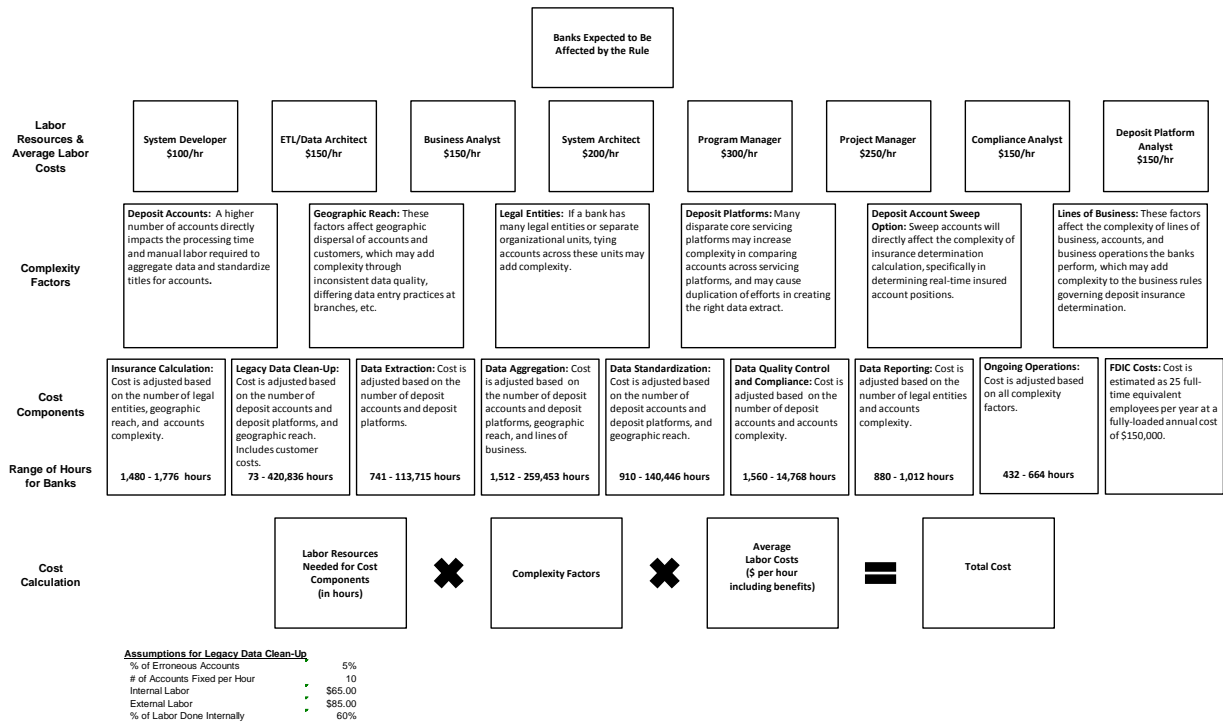 Banks Expected to Be
Affected by the Rule
Labor
Resources &
Average Labor
Costs
System Developer
$100/hr
ETL/Data Architect
$150/hr
Business Analyst
$150/hr
System Architect
$200/hr
Program Manager
$300/hr
Project Manager
$250/hr
Compliance Analyst
$150/hr
Deposit Platform
Analyst
$150/hr
Complexity
Factors
Deposit Accounts: A higher
number of accounts directly
impacts the processing time
and manual labor required to
aggregate data and standardize
titles for accounts.
Geographic Reach: These
factors affect geographic
dispersal of accounts and
customers, which may add
complexity through
inconsistent data quality,
differing data entry practices at
branches, etc.
Legal Entities: If a bank has
many legal entities or separate
organizational units, tying
accounts across these units may
add complexity.
Deposit Platforms: Many
disparate core servicing
platforms may increase
complexity in comparing
accounts across servicing
platforms, and may cause
duplication of efforts in creating
the right data extract.
Deposit Account Sweep
Option: Sweep accounts will
directly affect the complexity of
insurance determination
calculation, specifically in
determining real-time insured
account positions.
Lines of Business: These factors
affect the complexity of lines of
business, accounts, and
business operations the banks
perform, which may add
complexity to the business rules
governing deposit insurance
determination.
Cost
Components
Range of Hours
for Banks
Insurance Calculation:
Cost is adjusted based
on the number of legal
entities, geographic
reach, and accounts
complexity.
1,480 - 1,776 hours
Legacy Data Clean-Up:
Cost is adjusted based
on the number of
deposit accounts and
deposit platforms, and
geographic reach.
Includes customer
costs.
73 - 420,836 hours
Data Extraction: Cost is
adjusted based on the
number of deposit
accounts and deposit
platforms.
741 - 113,715 hours
Data Aggregation: Cost
is adjusted based on
the number of deposit
accounts and deposit
platforms, geographic
reach, and lines of
business.
1,512 - 259,453 hours
Data Standardization:
Cost is adjusted based
on the number of
deposit accounts and
deposit platforms, and
geographic reach.
910 - 140,446 hours
Data Quality Control
and Compliance: Cost is
adjusted based on the
number of deposit
accounts and accounts
complexity.
1,560 - 14,768 hours
Data Reporting: Cost is
adjusted based on the
number of legal entities
and accounts
complexity.
880 - 1,012 hours
Ongoing Operations:
Cost is adjusted based
on all complexity
factors.
432 - 664 hours
FDIC Costs: Cost is
estimated as 25 full-
time equivalent
employees per year at a
fully-loaded annual cost
of $150,000.
Cost
Calculation
Labor Resources
Needed for Cost
Components
(in hours)
Complexity Factors
Average
Labor Costs
($ per hour
including benefits)
Total Cost
Assumptions for Legacy Data Clean-Up
% of Erroneous Accounts 5%
# of Accounts Fixed per Hour 10
Internal Labor $65.00
External Labor $85.00
% of Labor Done Internally 60%